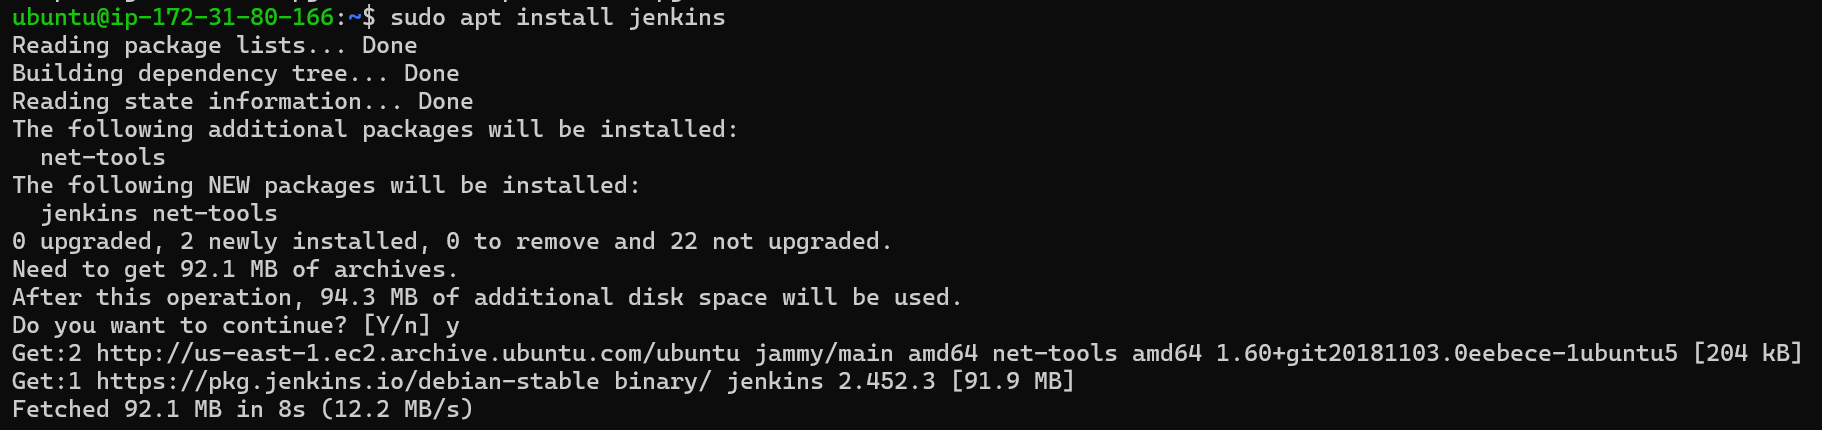 ubuntu@ip-172-31-80-166:~$ sudo apt install jenkins
Reading package lists... Done
Building dependency tree... Done
Reading state information... Done
The following additional packages will be installed:
  net-tools
The following NEW packages will be installed:
  jenkins net-tools
0 upgraded, 2 newly installed, 0 to remove and 22 not upgraded.
Need to get 92.1 MB of archives.
After this operation, 94.3 MB of additional disk space will be used.
Do you want to continue? [Y/n] y
Get:2 http://us-east-1.ec2.archive.ubuntu.com/ubuntu jammy/main amd64 net-tools amd64 1.60+git20181103.0eebece-1ubuntu5 [204 kB]
Get:1 https://pkg.jenkins.io/debian-stable binary/ jenkins 2.452.3 [91.9 MB]
Fetched 92.1 MB in 8s (12.2 MB/s)